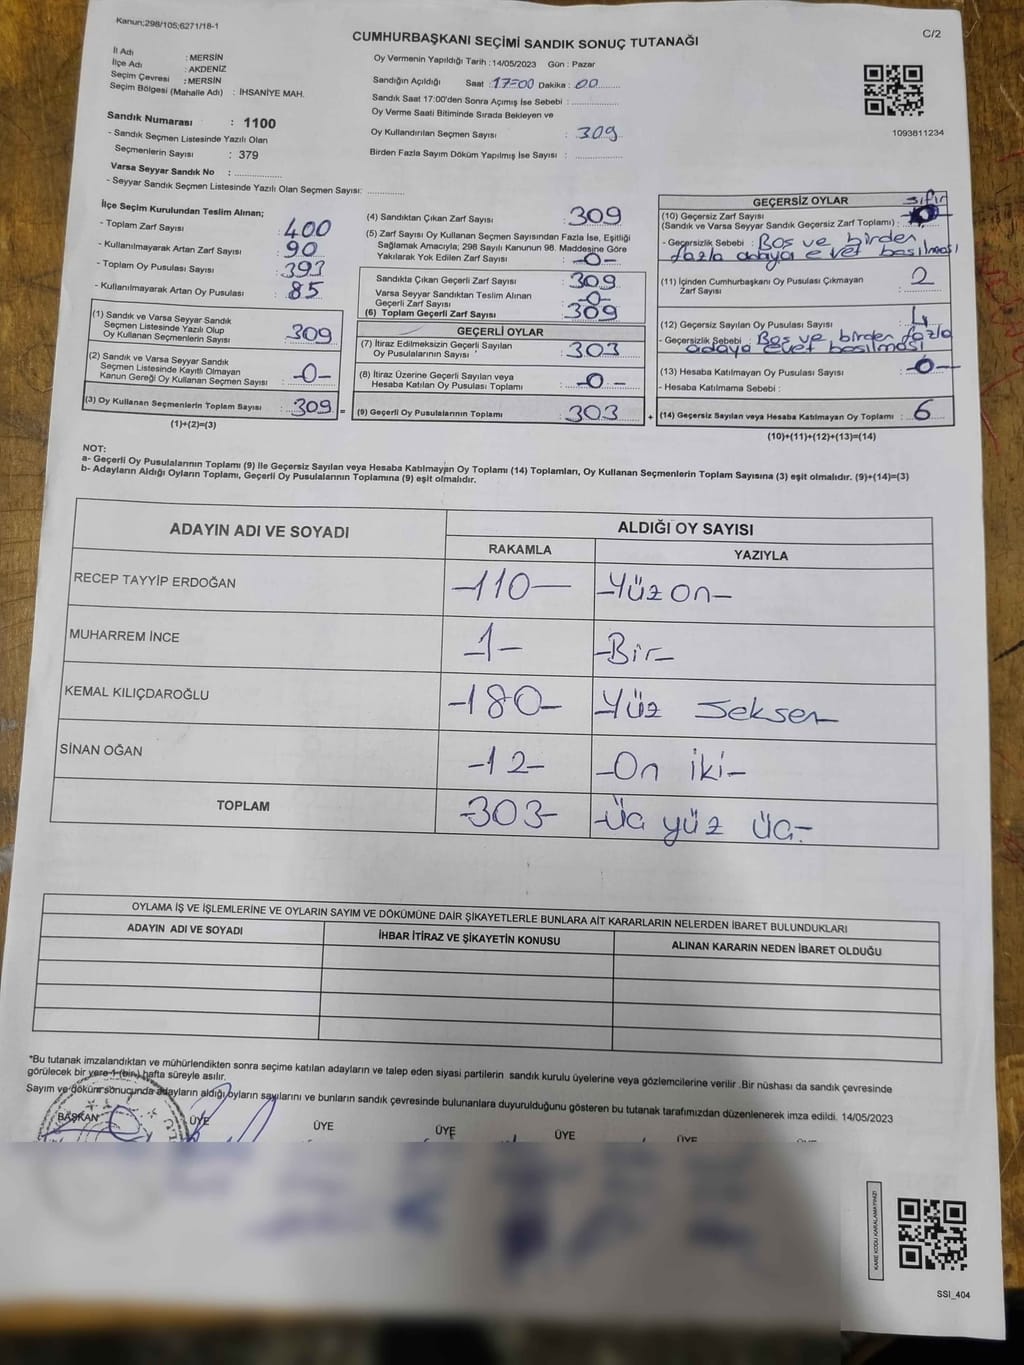 Kanun;298/105;6271/18-1
C/2
CUMHURBAŞKANI SEÇİMİ SANDIK SONUÇ TUTANAĞI
İl Adı : MERSİN
İlçe Adı : AKDENİZ
Seçim Çevresi : MERSİN
Seçim Bölgesi (Mahalle Adı) : İHSANİYE MAH.
Oy Vermenin Yapıldığı Tarih : 14/05/2023 Gün : Pazar
Sandığın Açıldığı Saat : 17=00 Dakika : 00
Sandık Saat 17:00'den Sonra Açımış İse Sebebi :
Oy Verme Saati Bitiminde Sırada Bekleyen ve
Oy Kullandırılan Seçmen Sayısı : 309
Birden Fazla Sayım Döküm Yapılmış İse Sayısı :
1093811234
Sandık Numarası : 1100
- Sandık Seçmen Listesinde Yazılı Olan
Seçmenlerin Sayısı : 379
Varsa Seyyar Sandık No :
- Seyyar Sandık Seçmen Listesinde Yazılı Olan Seçmen Sayısı:
İlçe Seçim Kurulundan Teslim Alınan;
- Toplam Zarf Sayısı : 400
- Kullanılmayarak Artan Zarf Sayısı : 90
- Toplam Oy Pusulası Sayısı : 393
- Kullanılmayarak Artan Oy Pusulası : 85
(1) Sandık ve Varsa Seyyar Sandık
Seçmen Listesinde Yazılı Olup
Oy Kullanan Seçmenlerin Sayısı : 309
(2) Sandık ve Varsa Seyyar Sandık
Seçmen Listesinde Kayıtlı Olmayan
Kanun Gereği Oy Kullanan Seçmen Sayısı : -0-
(3) Oy Kullanan Seçmenlerin Toplam Sayısı : 309 =
(1)+(2)=(3)
(4) Sandıktan Çıkan Zarf Sayısı : 309
(5) Zarf Sayısı Oy Kullanan Seçmen Sayısından Fazla İse, Eşitliği
Sağlamak Amacıyla; 298 Sayılı Kanunun 98. Maddesine Göre
Yakılarak Yok Edilen Zarf Sayısı : -0-
Sandıkta Çıkan Geçerli Zarf Sayısı : 309
Varsa Seyyar Sandıktan Teslim Alınan
Geçerli Zarf Sayısı : -0-
(6) Toplam Geçerli Zarf Sayısı : 309
GEÇERLİ OYLAR
(7) İtiraz Edilmeksizin Geçerli Sayılan
Oy Pusulalarının Sayısı : 303
(8) İtiraz Üzerine Geçerli Sayılan veya
Hesaba Katılan Oy Pusulası Toplamı : -0-
(9) Geçerli Oy Pusulalarının Toplamı : 303 +
GEÇERSİZ OYLAR
sıfır
(10) Geçersiz Zarf Sayısı
(Sandık ve Varsa Seyyar Sandık Geçersiz Zarf Toplamı) :
- Geçersizlik Sebebi : Boş ve birden
fazla adaya evet basılması
(11) İçinden Cumhurbaşkanı Oy Pusulası Çıkmayan
Zarf Sayısı : 2
(12) Geçersiz Sayılan Oy Pusulası Sayısı : 4
- Geçersizlik Sebebi : Boş ve birden fazla
adaya evet basılması
(13) Hesaba Katılmayan Oy Pusulası Sayısı : -0-
- Hesaba Katılmama Sebebi :
(14) Geçersiz Sayılan veya Hesaba Katılmayan Oy Toplamı : 6
(10)+(11)+(12)+(13)=(14)
NOT:
a- Geçerli Oy Pusulalarının Toplamı (9) İle Geçersiz Sayılan veya Hesaba Katılmayan Oy Toplamı (14) Toplamları, Oy Kullanan Seçmenlerin Toplam Sayısına (3) eşit olmalıdır. (9)+(14)=(3)
b- Adayların Aldığı Oyların Toplamı, Geçerli Oy Pusulalarının Toplamına (9) eşit olmalıdır.
ADAYIN ADI VE SOYADI
ALDIĞI OY SAYISI
RAKAMLA YAZIYLA
RECEP TAYYİP ERDOĞAN -110- -Yüz on-
MUHARREM İNCE 1- -Bir-
KEMAL KILIÇDAROĞLU -180- -Yüz seksen-
SİNAN OĞAN -12- -On iki-
TOPLAM -303- -Üç yüz üç-
OYLAMA İŞ VE İŞLEMLERİNE VE OYLARIN SAYIM VE DÖKÜMÜNE DAİR ŞİKAYETLERLE BUNLARA AİT KARARLARIN NELERDEN İBARET BULUNDUKLARI
ADAYIN ADI VE SOYADI İHBAR İTİRAZ VE ŞİKAYETİN KONUSU ALINAN KARARIN NEDEN İBARET OLDUĞU
*Bu tutanak imzalandıktan ve mühürlendikten sonra seçime katılan adayların ve talep eden siyasi partilerin sandık kurulu üyelerine veya gözlemcilerine verilir .Bir nüshası da sandık çevresinde
görülecek bir yere 1 (bir) hafta süreyle asılır.
Sayım ve döküm sonucunda adayların aldığı oyların sayılarını ve bunların sandık çevresinde bulunanlara duyurulduğunu gösteren bu tutanak tarafımızdan düzenlenerek imza edildi. 14/05/2023
BAŞKAN ÜYE ÜYE ÜYE ÜYE ÜYE
KARE KODU KARALAMAYINIZ!
SSI_404